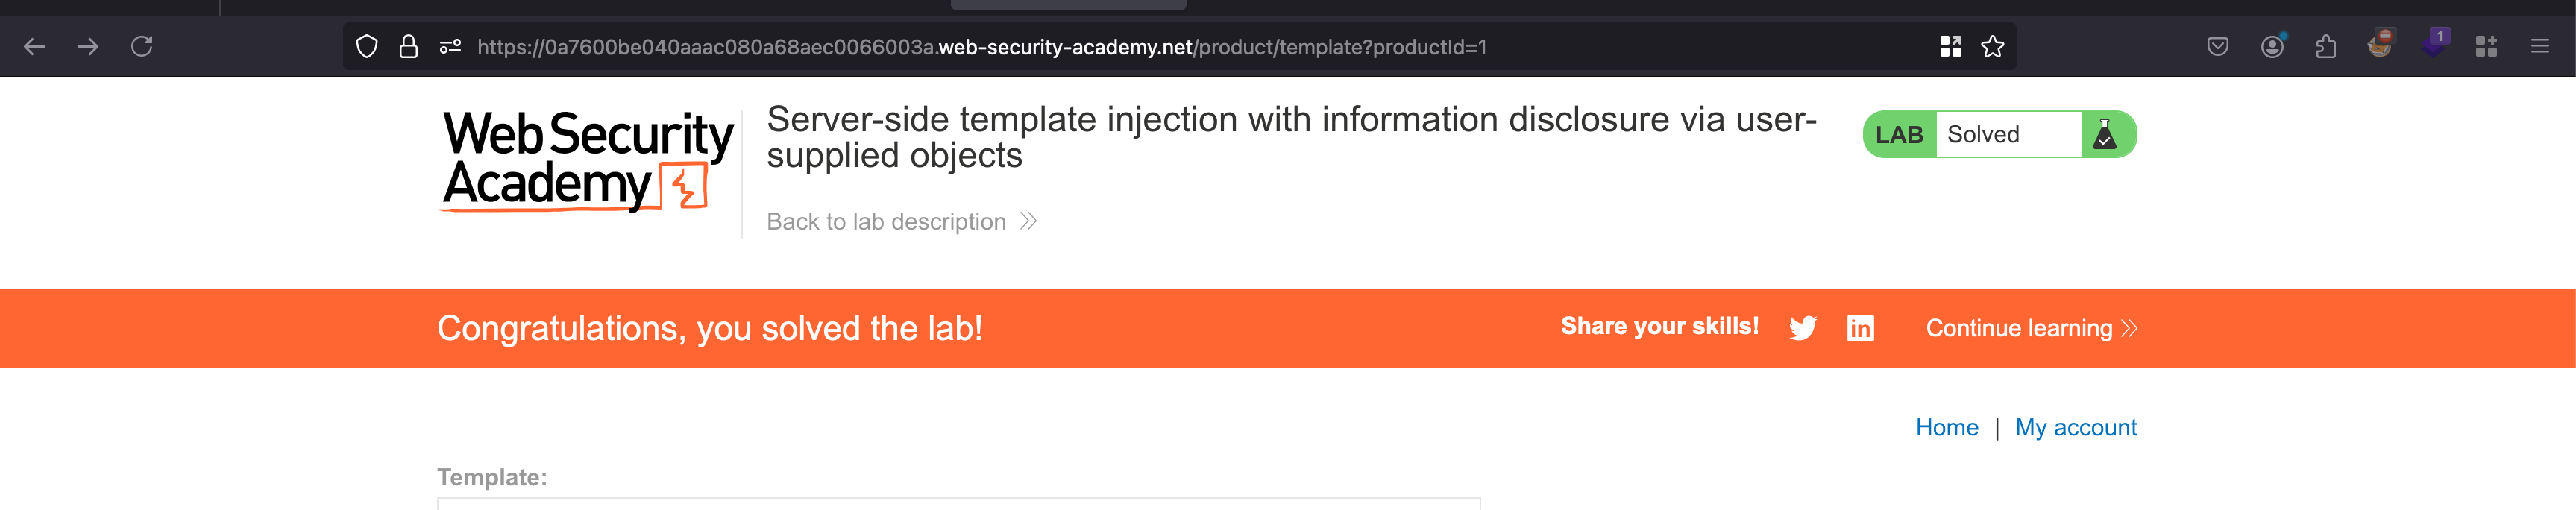 https://0a7600be040aaac080a68aec0066003a.web-security-academy.net/product/template?productId=1
1
Web Security
Academy
Server-side template injection with information disclosure via user-
supplied objects
LAB Solved
Back to lab description
Congratulations, you solved the lab!
Share your skills!
Continue learning
Home | My account
Template: